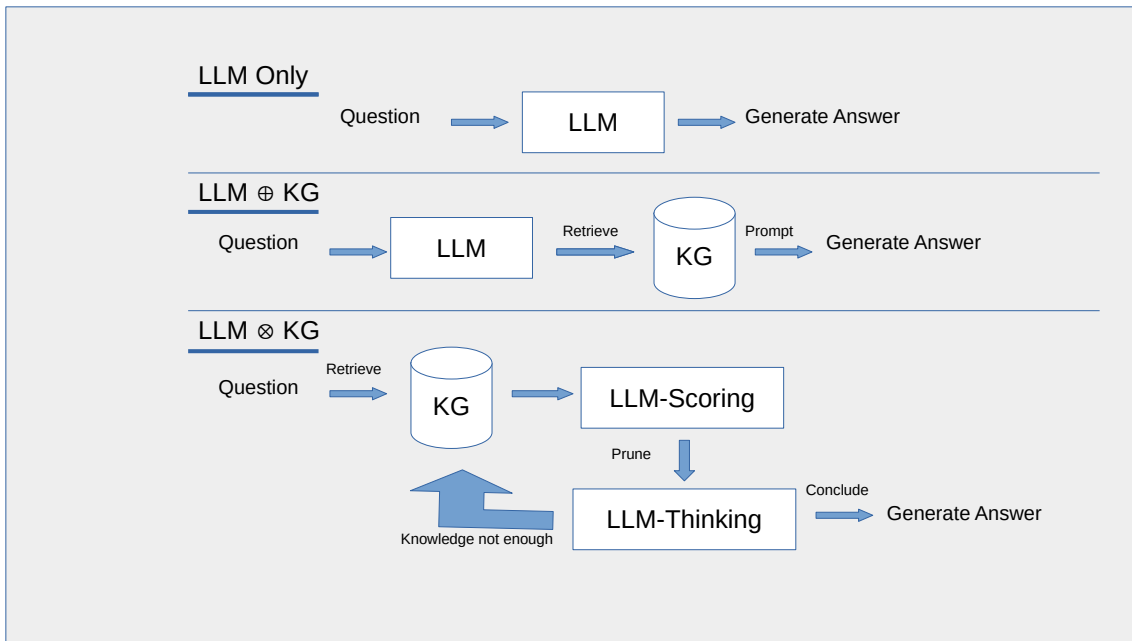 LLM Only
Question
LLM
Generate Answer
LLM ⊕ KG
Question
LLM
Retrieve
KG
Prompt
Generate Answer
LLM ⊗ KG
Question
Retrieve
KG
LLM-Scoring
Prune
LLM-Thinking
Conclude
Generate Answer
Knowledge not enough